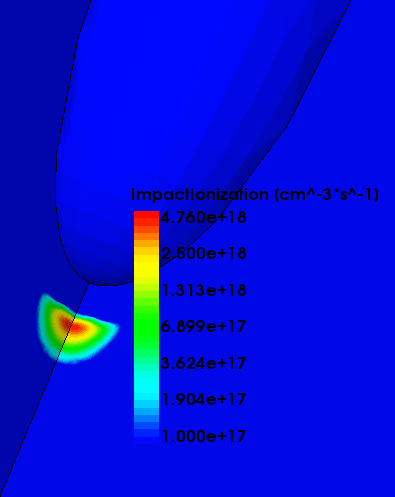 ImpactIonization (cm^-3*s^-1)
4.760e+18
2.500e+18
1.313e+18
6.899e+17
3.624e+17
1.904e+17
1.000e+17